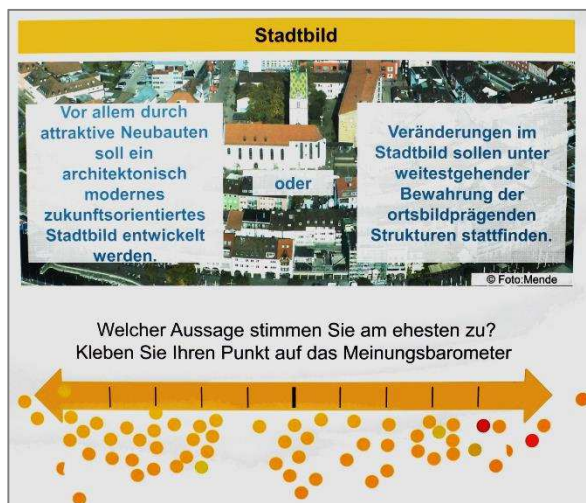 Stadtbild
Vor allem durch
attraktive Neubauten
soll ein
architektonisch
modernes
zukunftsorientiertes
Stadtbild entwickelt
werden.
oder
Veränderungen im
Stadtbild sollen unter
weitestgehender
Bewahrung der
ortsbildprägenden
Strukturen stattfinden.
© Foto:Mende
Welcher Aussage stimmen Sie am ehesten zu?
Kleben Sie Ihren Punkt auf das Meinungsbarometer